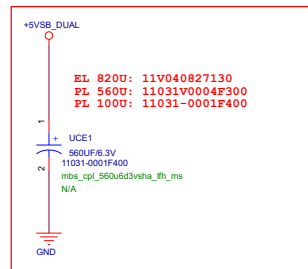 +5VSB_DUAL
EL 820U: 11V040827130
PL 560U: 11031V0004F300
PL 100U: 11031-0001F400
1
+
UCE1
560UF/6.3V
11031-0001F400
2
mbs_cpl_560u6d3vsha_lfh_ms
N/A
GND